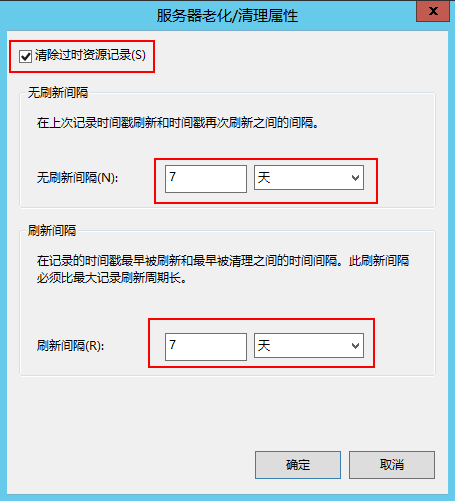 服务器老化/清理属性
x
清除过时资源记录(S)
无刷新间隔
在上次记录时间戳刷新和时间戳再次刷新之间的间隔。
无刷新间隔(N): 7 天
刷新间隔
在记录的时间戳最早被刷新和最早被清理之间的时间间隔。此刷新间隔
必须比最大记录刷新周期长。
刷新间隔(R): 7 天
确定 取消